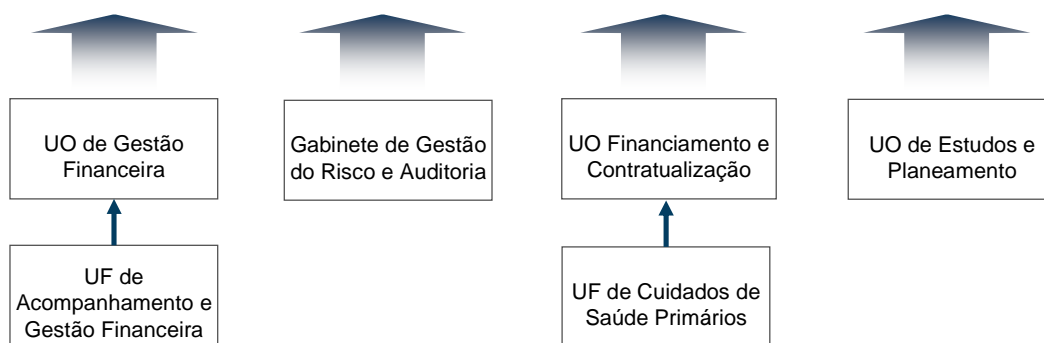 UO de Gestão
Financeira
Gabinete de Gestão
do Risco e Auditoria
UO Financiamento e
Contratualização
UO de Estudos e
Planeamento
UF de
Acompanhamento e
Gestão Financeira
UF de Cuidados de
Saúde Primários